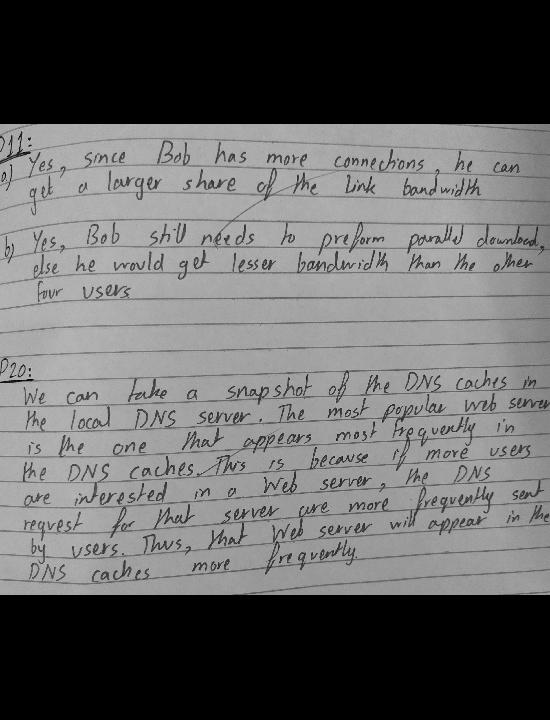 P11:
a) Yes, since Bob has more connections, he can
get a larger share of the link bandwidth
b) Yes, Bob still needs to preform parallel download,
else he would get lesser bandwidth than the other
four users
P20:
We can take a snapshot of the DNS caches in
the local DNS server. The most popular Web server
is the one that appears most frequently in
the DNS caches. This is because if more users
are interested in a Web server, the DNS
request for that server are more frequently sent
by users. Thus, that Web server will appear in the
DNS caches more frequently.